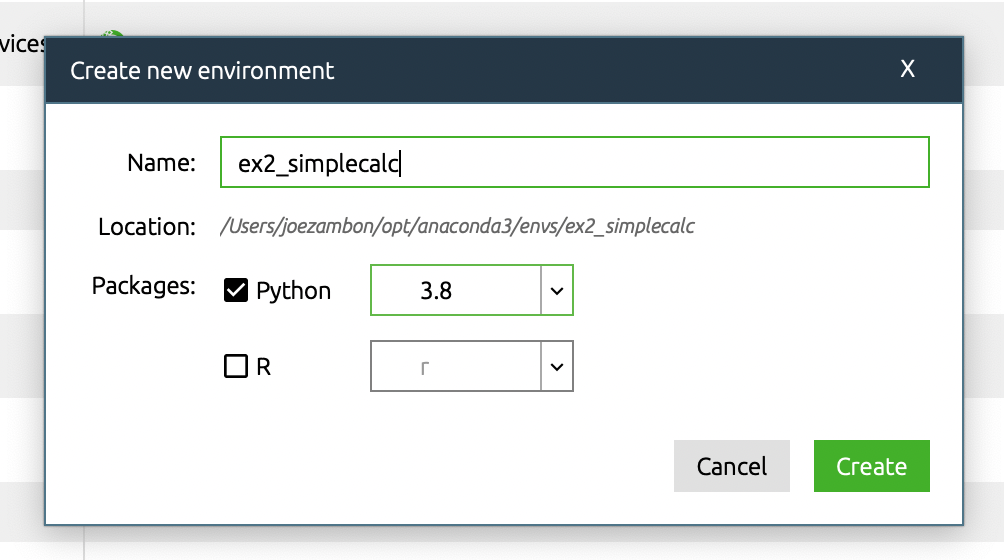 vices
Create new environment X
Name: ex2_simplecalc
Location: /Users/joezambon/opt/anaconda3/envs/ex2_simplecalc
Packages: Python 3.8
R r
Cancel Create